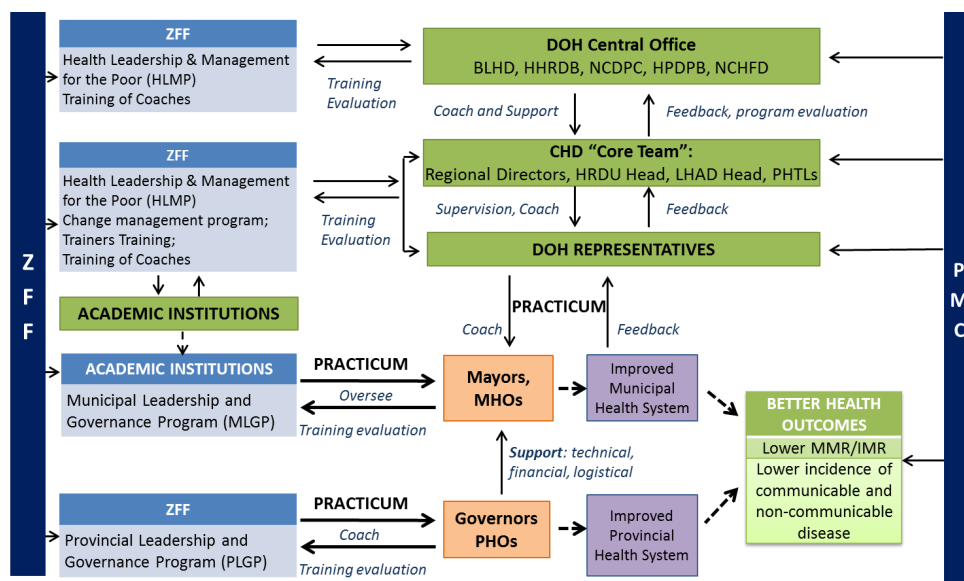 Z
F
F
ZFF
Health Leadership & Management
for the Poor (HLMP)
Training of Coaches
Training
Evaluation
DOH Central Office
BLHD, HHRDB, NCDPC, HPDPB, NCHFD
Coach and Support
Feedback, program evaluation
ZFF
Health Leadership & Management
for the Poor (HLMP)
Change management program;
Trainers Training;
Training of Coaches
Training
Evaluation
CHD “Core Team”:
Regional Directors, HRDU Head, LHAD Head, PHTLs
Supervision, Coach
Feedback
DOH REPRESENTATIVES
PRACTICUM
Coach
Feedback
ACADEMIC INSTITUTIONS
ACADEMIC INSTITUTIONS
Municipal Leadership and
Governance Program (MLGP)
PRACTICUM
Oversee
Training evaluation
Mayors,
MHOs
Improved
Municipal
Health System
Support: technical,
financial, logistical
ZFF
Provincial Leadership and
Governance Program (PLGP)
PRACTICUM
Coach
Training evaluation
Governors
PHOs
Improved
Provincial
Health System
BETTER HEALTH
OUTCOMES
Lower MMR/IMR
Lower incidence of
communicable and
non-communicable
disease
P
M